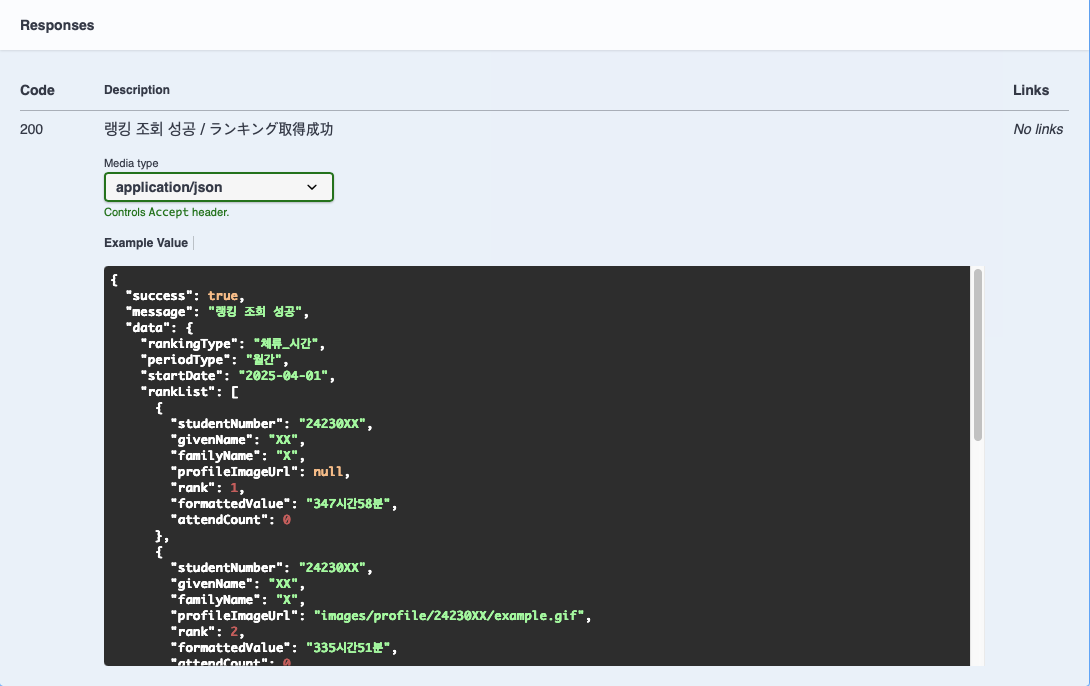 Responses
Code Description Links
200 랭킹 조회 성공 / ランキング取得成功 No links
Media type
application/json
Controls Accept header.
Example Value
{
  "success": true,
  "message": "랭킹 조회 성공",
  "data": {
    "rankingType": "체류_시간",
    "periodType": "월간",
    "startDate": "2025-04-01",
    "rankList": [
      {
        "studentNumber": "24230XX",
        "givenName": "XX",
        "familyName": "X",
        "profileImageUrl": null,
        "rank": 1,
        "formattedValue": "347시간58분",
        "attendCount": 0
      },
      {
        "studentNumber": "24230XX",
        "givenName": "XX",
        "familyName": "X",
        "profileImageUrl": "images/profile/24230XX/example.gif",
        "rank": 2,
        "formattedValue": "335시간51분",
        "attendCount": 0